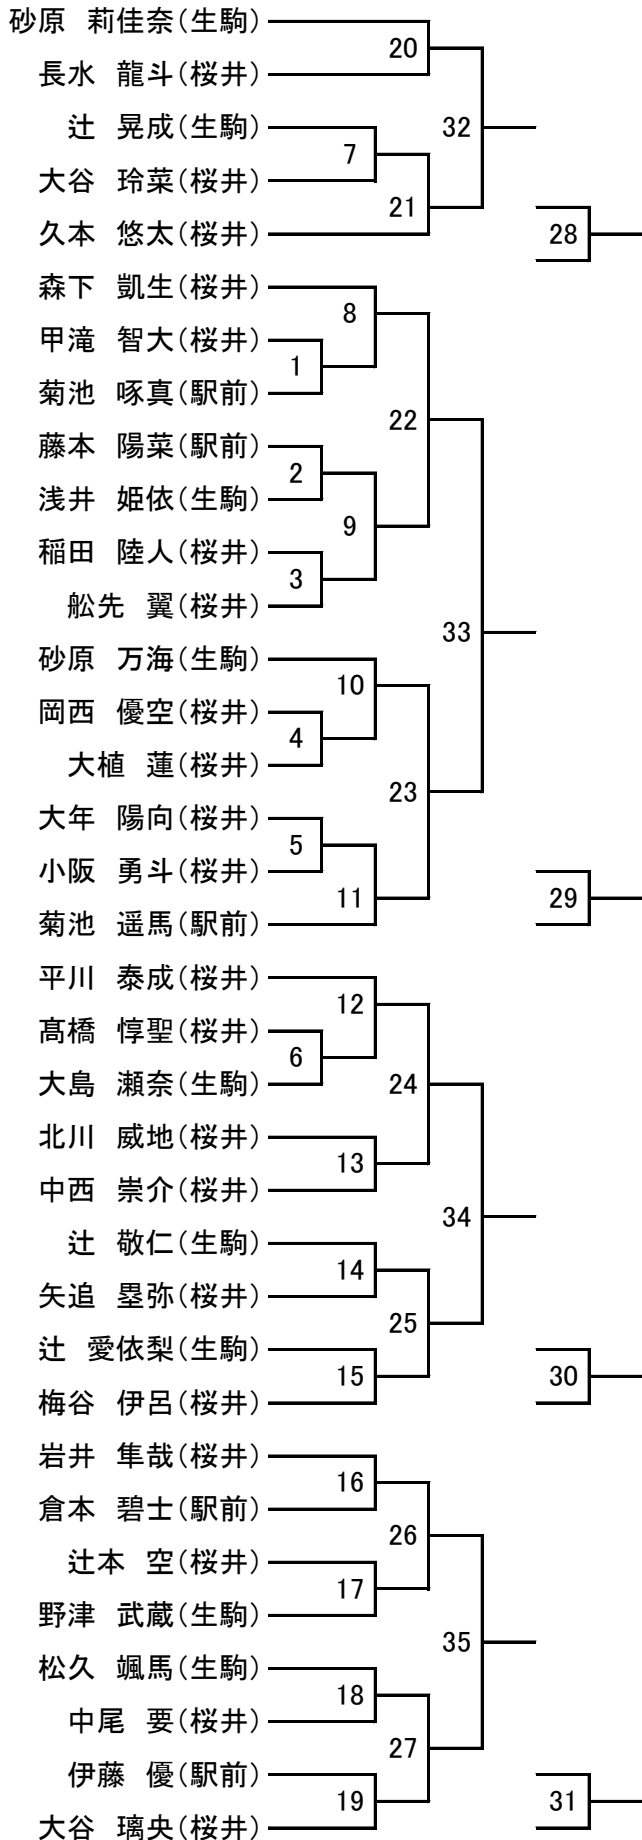 砂原 莉佳奈(生駒)
20
長水 龍斗(桜井)
辻 晃成(生駒)
32
7
大谷 玲菜(桜井)
21
久本 悠太(桜井)
28
森下 凱生(桜井)
8
甲滝 智大(桜井)
1
菊池 啄真(駅前)
22
藤本 陽菜(駅前)
2
浅井 姫依(生駒)
9
稲田 陸人(桜井)
3
舩先 翼(桜井)
33
砂原 万海(生駒)
10
岡西 優空(桜井)
4
大植 蓮(桜井)
23
大年 陽向(桜井)
5
小阪 勇斗(桜井)
11
29
菊池 遥馬(駅前)
平川 泰成(桜井)
12
髙橋 惇聖(桜井)
6
大島 瀬奈(生駒)
24
北川 威地(桜井)
13
中西 崇介(桜井)
34
辻 敬仁(生駒)
14
矢追 塁弥(桜井)
25
辻 愛依梨(生駒)
15
30
梅谷 伊呂(桜井)
岩井 隼哉(桜井)
16
倉本 碧士(駅前)
26
辻本 空(桜井)
17
野津 武蔵(生駒)
35
松久 颯馬(生駒)
18
中尾 要(桜井)
27
伊藤 優(駅前)
19
31
大谷 璃央(桜井)